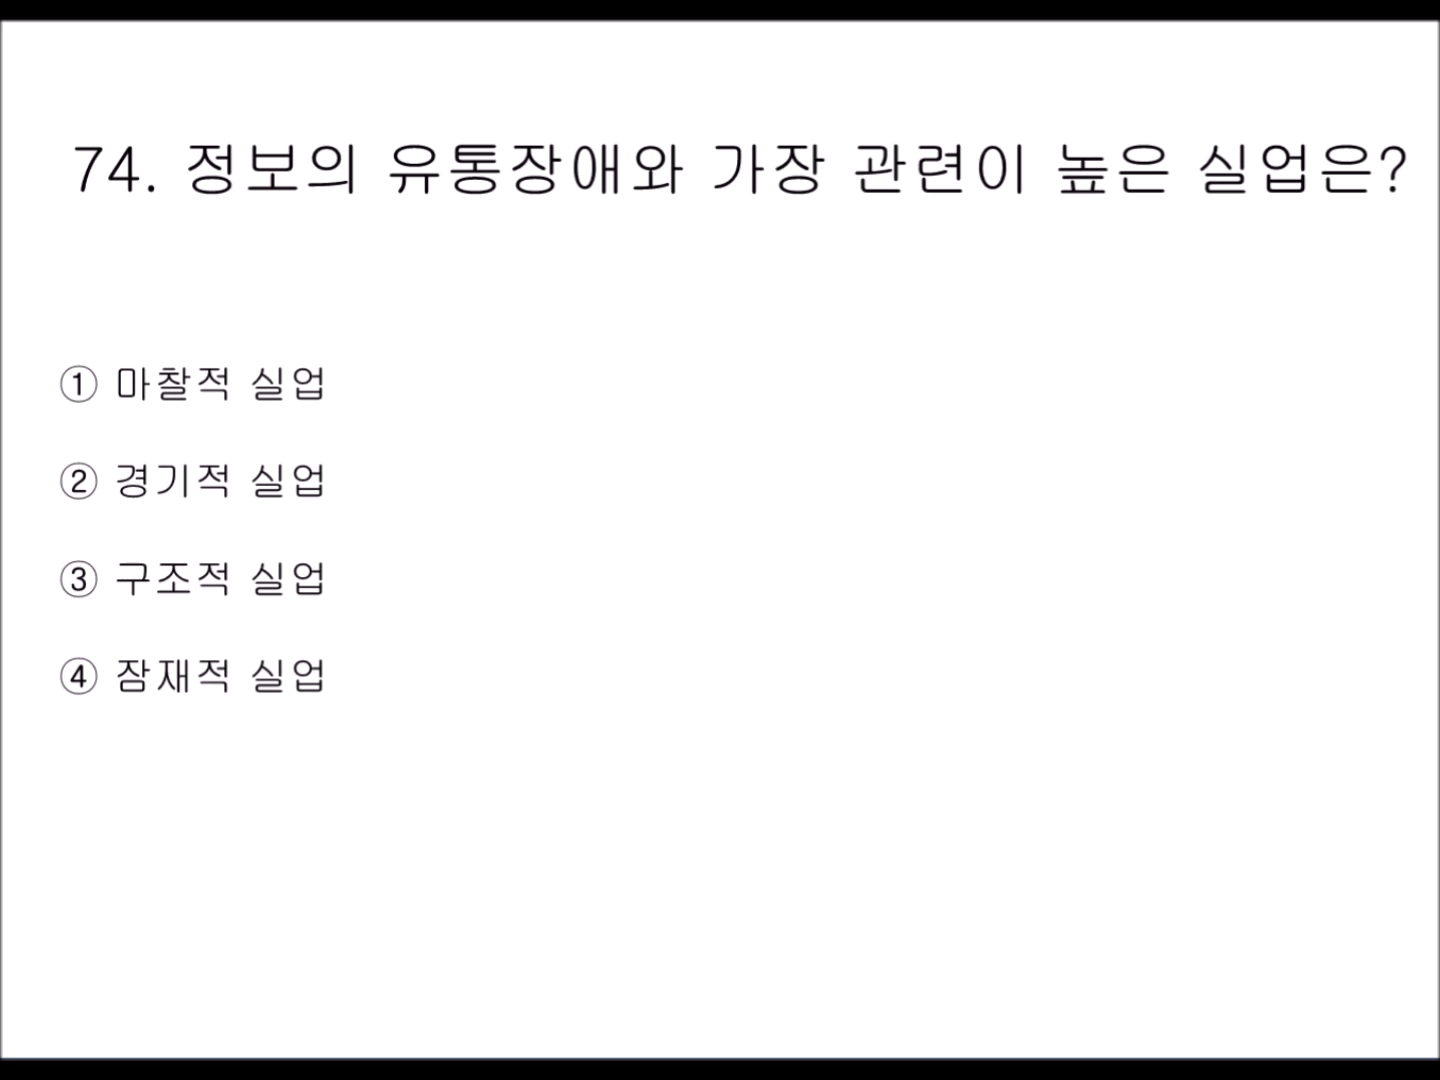 74. 정보의 유통장애와 가장 관련이 높은 실업은?
① 마찰적 실업
② 경기적 실업
③ 구조적 실업
④ 잠재적 실업